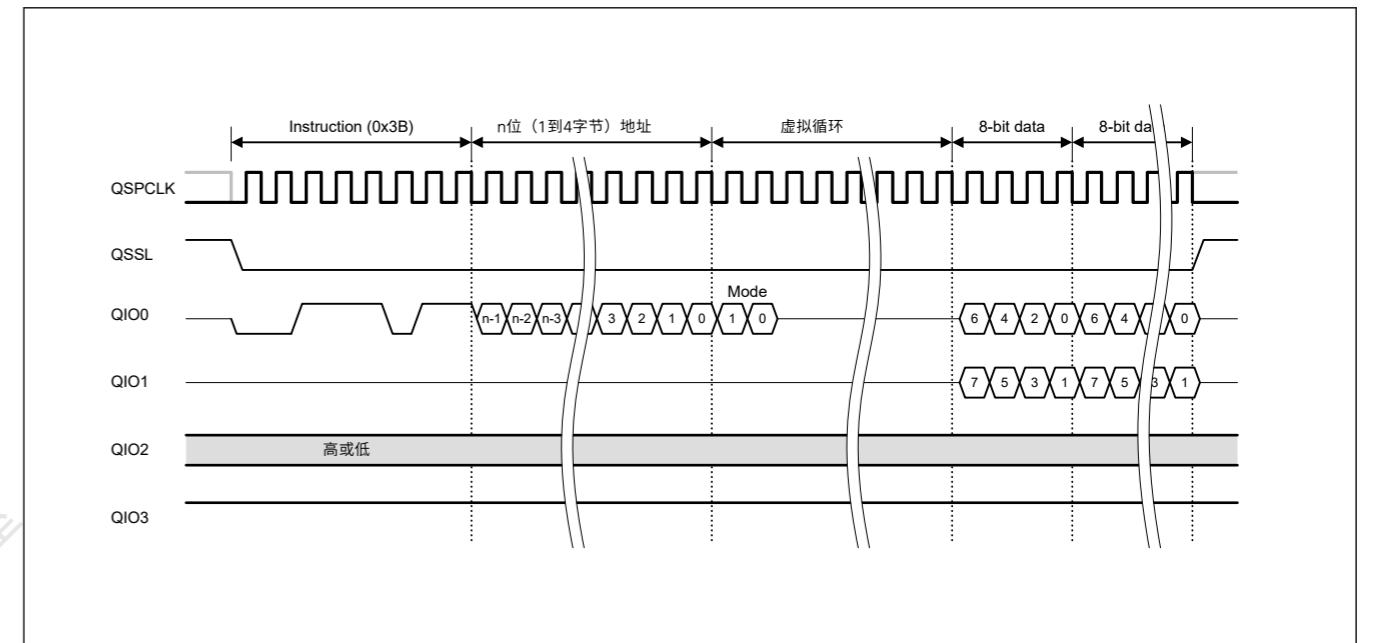 Instruction (0x3B) n位（1到4字节）地址 虚拟循环 8-bit data 8-bit da
QSPCLK
QSSL
Mode
QIO0 n-1 n-2 n-3 3 2 1 0 1 0 6 4 2 0 6 4 0
QIO1 7 5 3 1 7 5 3 1
QIO2 高或低
QIO3